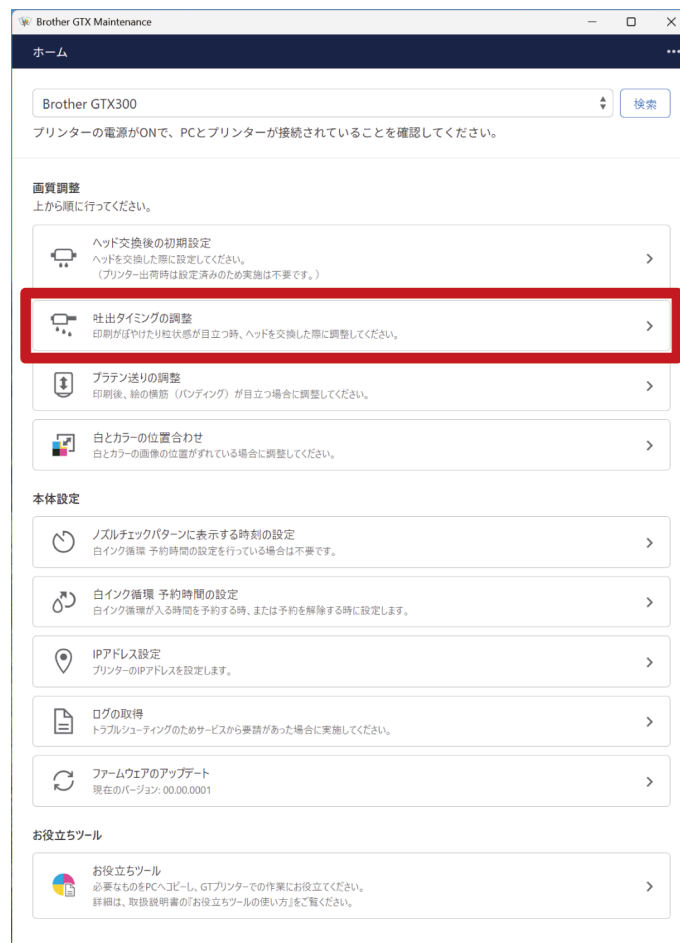 Brother GTX Maintenance
ホーム
Brother GTX300
検索
プリンターの電源がONで、PCとプリンターが接続されていることを確認してください。
画質調整
上から順に行ってください。
ヘッド交換後の初期設定
ヘッドを交換した際に設定してください。
（プリンター出荷時は設定済みのため実施は不要です。）
吐出タイミングの調整
印刷がぼやけたり粒状感が目立つ時、ヘッドを交換した際に調整してください。
プラテン送りの調整
印刷後、絵の横筋（バンディング）が目立つ場合に調整してください。
白とカラーの位置合わせ
白とカラーの画像の位置がずれている場合に調整してください。
本体設定
ノズルチェックパターンに表示する時刻の設定
白インク循環 予約時間の設定を行っている場合は不要です。
白インク循環 予約時間の設定
白インク循環が入る時間を予約する時、または予約を解除する時に設定します。
IPアドレス設定
プリンターのIPアドレスを設定します。
ログの取得
トラブルシューティングのためサービスから要請があった場合に実施してください。
ファームウェアのアップデート
現在のバージョン: 00.00.0001
お役立ちツール
お役立ちツール
必要なものをPCへコピーし、GTプリンターでの作業にお役立てください。
詳細は、取扱説明書の『お役立ちツールの使い方』をご覧ください。